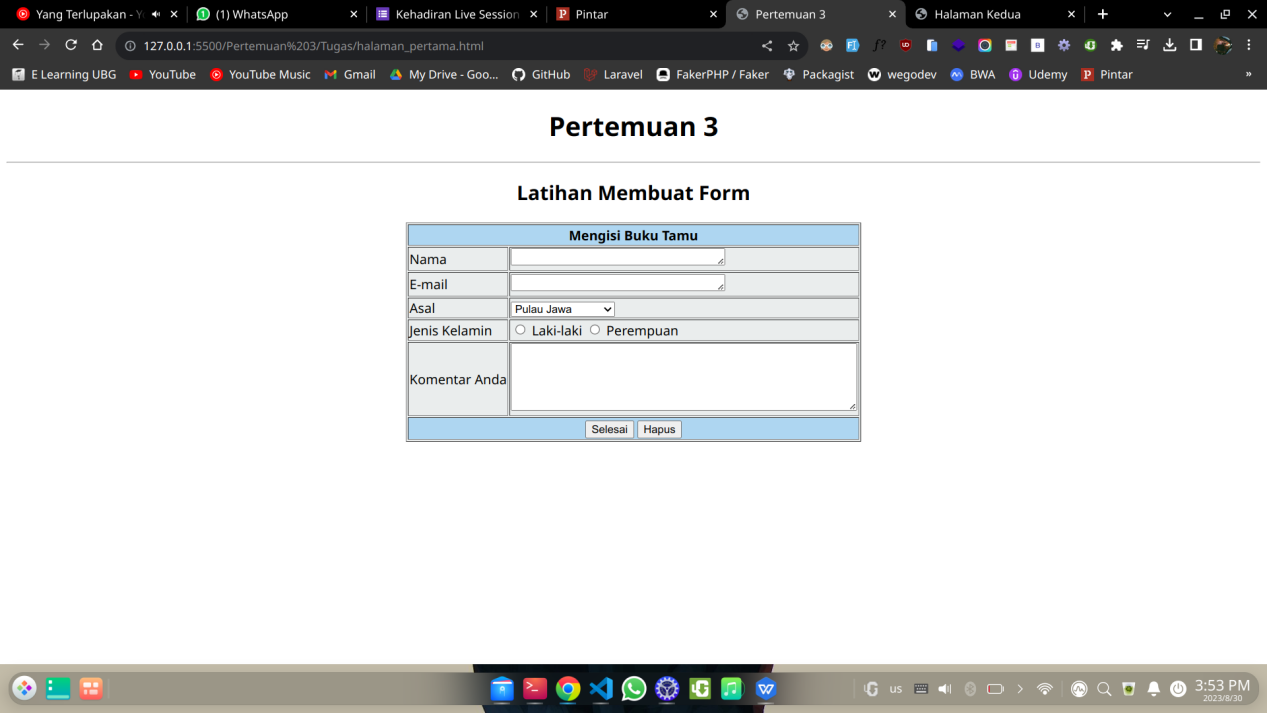 Yang Terlupakan - Yo
(1) WhatsApp
Kehadiran Live Session
Pintar
Pertemuan 3
Halaman Kedua
127.0.0.1:5500/Pertemuan%203/Tugas/halaman_pertama.html
E Learning UBG
YouTube
YouTube Music
Gmail
My Drive - Goo...
GitHub
Laravel
FakerPHP / Faker
Packagist
wegodev
BWA
Udemy
Pintar
»
Pertemuan 3
Latihan Membuat Form
Mengisi Buku Tamu
Nama
E-mail
Asal
Pulau Jawa
Jenis Kelamin
Laki-laki
Perempuan
Komentar Anda
Selesai
Hapus
us
3:53 PM
2023/8/30